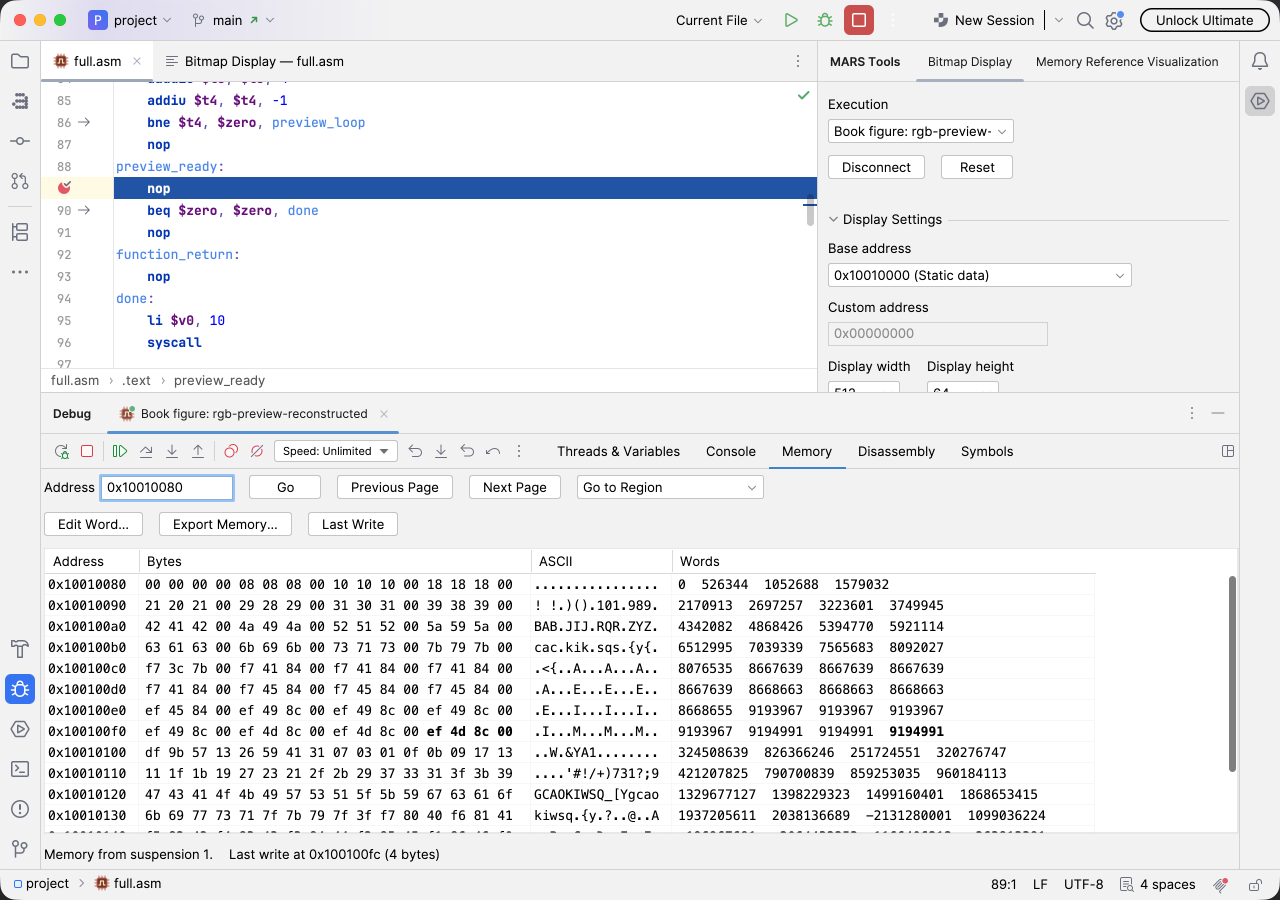 P project main Current File New Session Unlock Ultimate
full.asm Bitmap Display — full.asm
85 addiu $t4, $t4, -1
86 bne $t4, $zero, preview_loop
87 nop
88 preview_ready:
nop
90 beq $zero, $zero, done
91 nop
92 function_return:
93 nop
94 done:
95 li $v0, 10
96 syscall
97
full.asm › .text › preview_ready
MARS Tools Bitmap Display Memory Reference Visualization
Execution
Book figure: rgb-preview-
Disconnect Reset
Display Settings
Base address
0x10010000 (Static data)
Custom address
0x00000000
Display width Display height
512 64
Debug Book figure: rgb-preview-reconstructed
Speed: Unlimited Threads & Variables Console Memory Disassembly Symbols
Address 0x10010080 Go Previous Page Next Page Go to Region
Edit Word... Export Memory... Last Write
Address Bytes ASCII Words
0x10010080 00 00 00 00 08 08 08 00 10 10 10 00 18 18 18 00 ................ 0 526344 1052688 1579032
0x10010090 21 20 21 00 29 28 29 00 31 30 31 00 39 38 39 00 ! !.)().101.989. 2170913 2697257 3223601 3749945
0x100100a0 42 41 42 00 4a 49 4a 00 52 51 52 00 5a 59 5a 00 BAB.JIJ.RQR.ZYZ. 4342082 4868426 5394770 5921114
0x100100b0 63 61 63 00 6b 69 6b 00 73 71 73 00 7b 79 7b 00 cac.kik.sqs.{y{. 6512995 7039339 7565683 8092027
0x100100c0 f7 3c 7b 00 f7 41 84 00 f7 41 84 00 f7 41 84 00 .<{..A...A...A.. 8076535 8667639 8667639 8667639
0x100100d0 f7 41 84 00 f7 45 84 00 f7 45 84 00 f7 45 84 00 .A...E...E...E.. 8667639 8668663 8668663 8668663
0x100100e0 ef 45 84 00 ef 49 8c 00 ef 49 8c 00 ef 49 8c 00 .E...I...I...I.. 8668655 9193967 9193967 9193967
0x100100f0 ef 49 8c 00 ef 4d 8c 00 ef 4d 8c 00 ef 4d 8c 00 .I...M...M...M.. 9193967 9194991 9194991 9194991
0x10010100 df 9b 57 13 26 59 41 31 07 03 01 0f 0b 09 17 13 ..W.&YA1........ 324508639 826366246 251724551 320276747
0x10010110 11 1f 1b 19 27 23 21 2f 2b 29 37 33 31 3f 3b 39 ....'#!/+)731?;9 421207825 790700839 859253035 960184113
0x10010120 47 43 41 4f 4b 49 57 53 51 5f 5b 59 67 63 61 6f GCAOKIWSQ_[Ygcao 1329677127 1398229323 1499160401 1868653415
0x10010130 6b 69 77 73 71 7f 7b 79 7f 3f f7 80 40 f6 81 41 kiwsq.{y.?..@..A 1937205611 2038136689 −2131280001 1099036224
Memory from suspension 1. Last write at 0x100100fc (4 bytes)
project full.asm 89:1 LF UTF-8 4 spaces